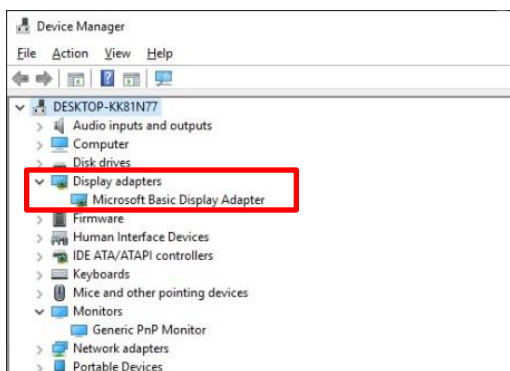 Device Manager
File Action View Help
DESKTOP-KK81N77
Audio inputs and outputs
Computer
Disk drives
Display adapters
Microsoft Basic Display Adapter
Firmware
Human Interface Devices
IDE ATA/ATAPI controllers
Keyboards
Mice and other pointing devices
Monitors
Generic PnP Monitor
Network adapters
Portable Devices